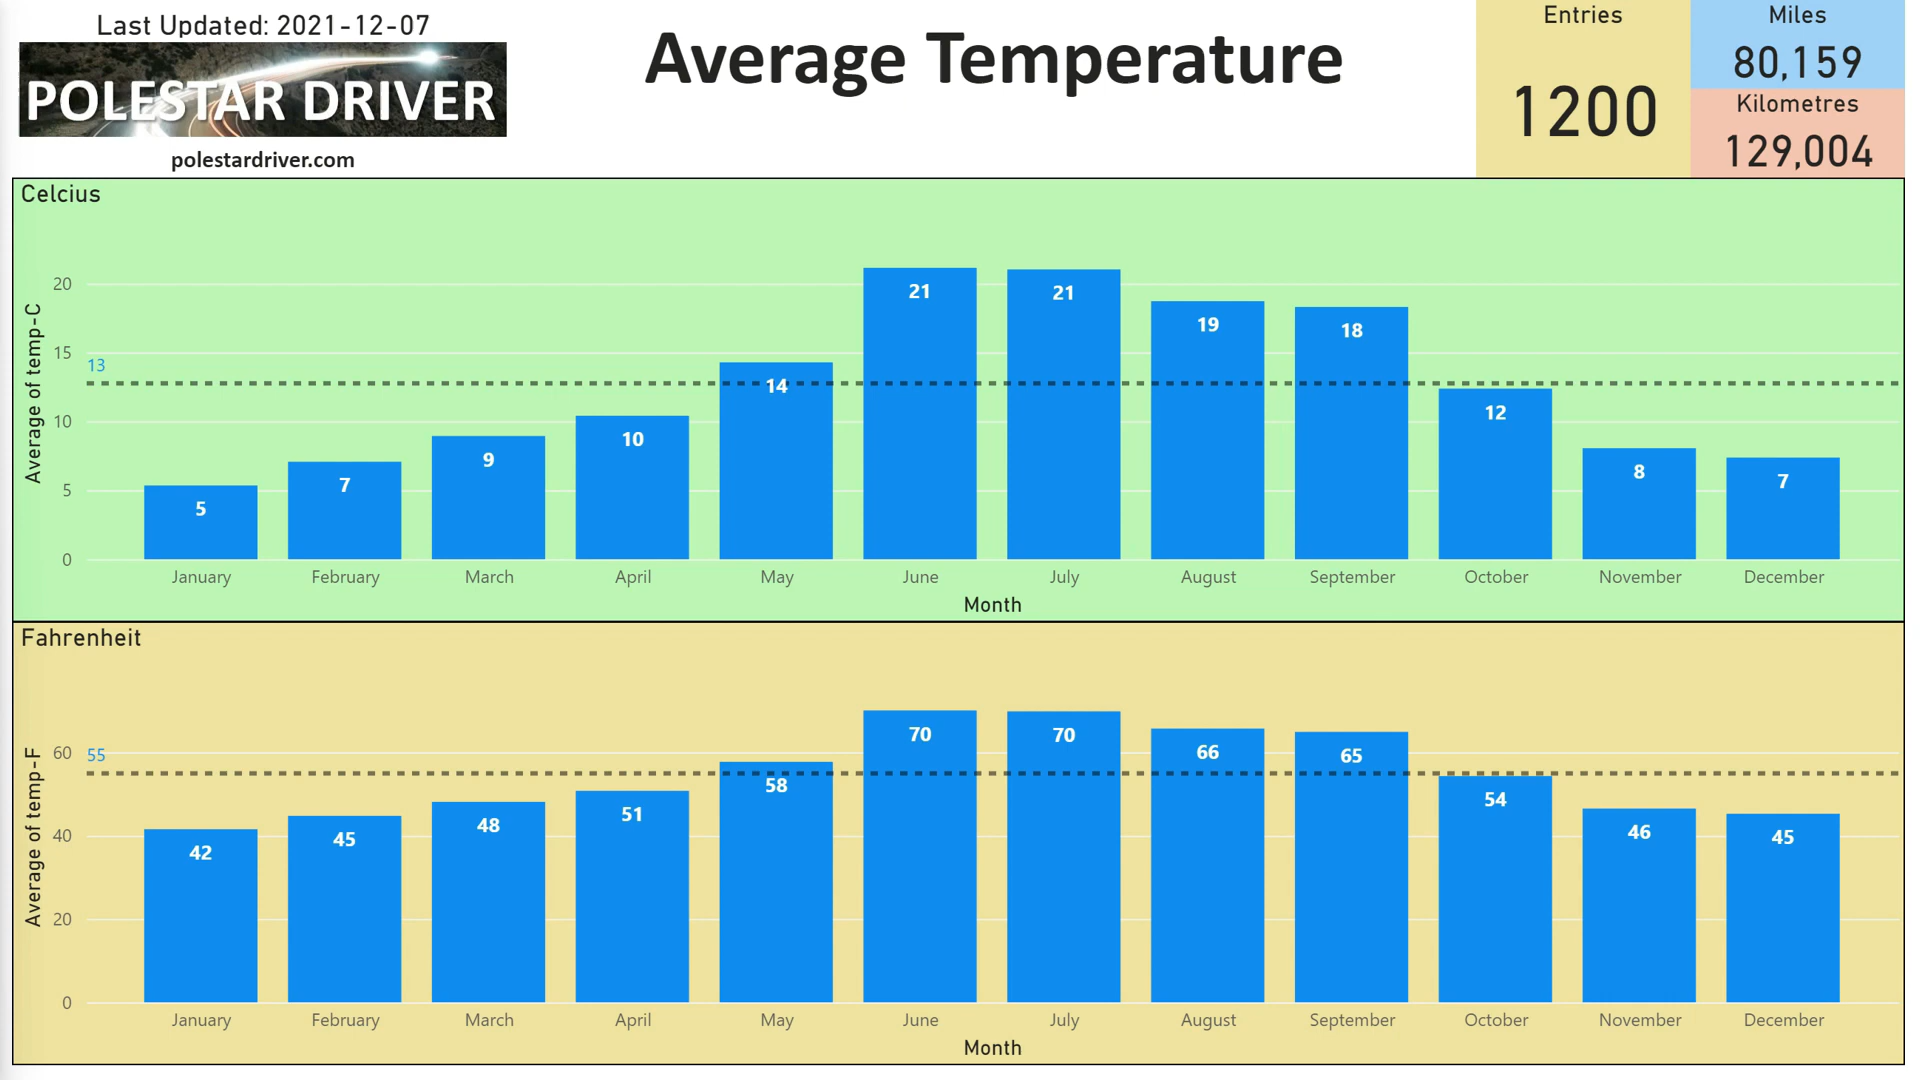 Last Updated: 2021-12-07
POLESTAR DRIVER
polestardriver.com
Average Temperature
Entries
1200
Miles
80,159
Kilometres
129,004
Celcius
Average of temp-C
20
15
10
5
0
13
5
7
9
10
14
21
21
19
18
12
8
7
January February March April May June July August September October November December
Month
Fahrenheit
Average of temp-F
60
40
20
0
55
42
45
48
51
58
70
70
66
65
54
46
45
January February March April May June July August September October November December
Month